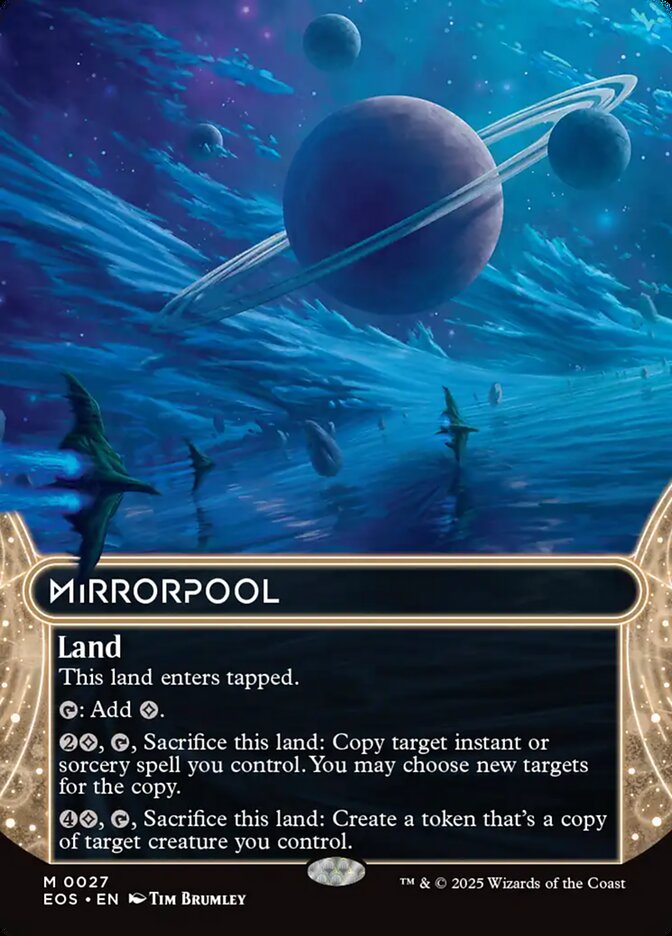 MIRRORPOOL
Land
This land enters tapped.
: Add .
2, , Sacrifice this land: Copy target instant or
sorcery spell you control. You may choose new targets
for the copy.
4, , Sacrifice this land: Create a token that's a copy
of target creature you control.
M 0027
EOS • EN TIM BRUMLEY
™ & © 2025 Wizards of the Coast